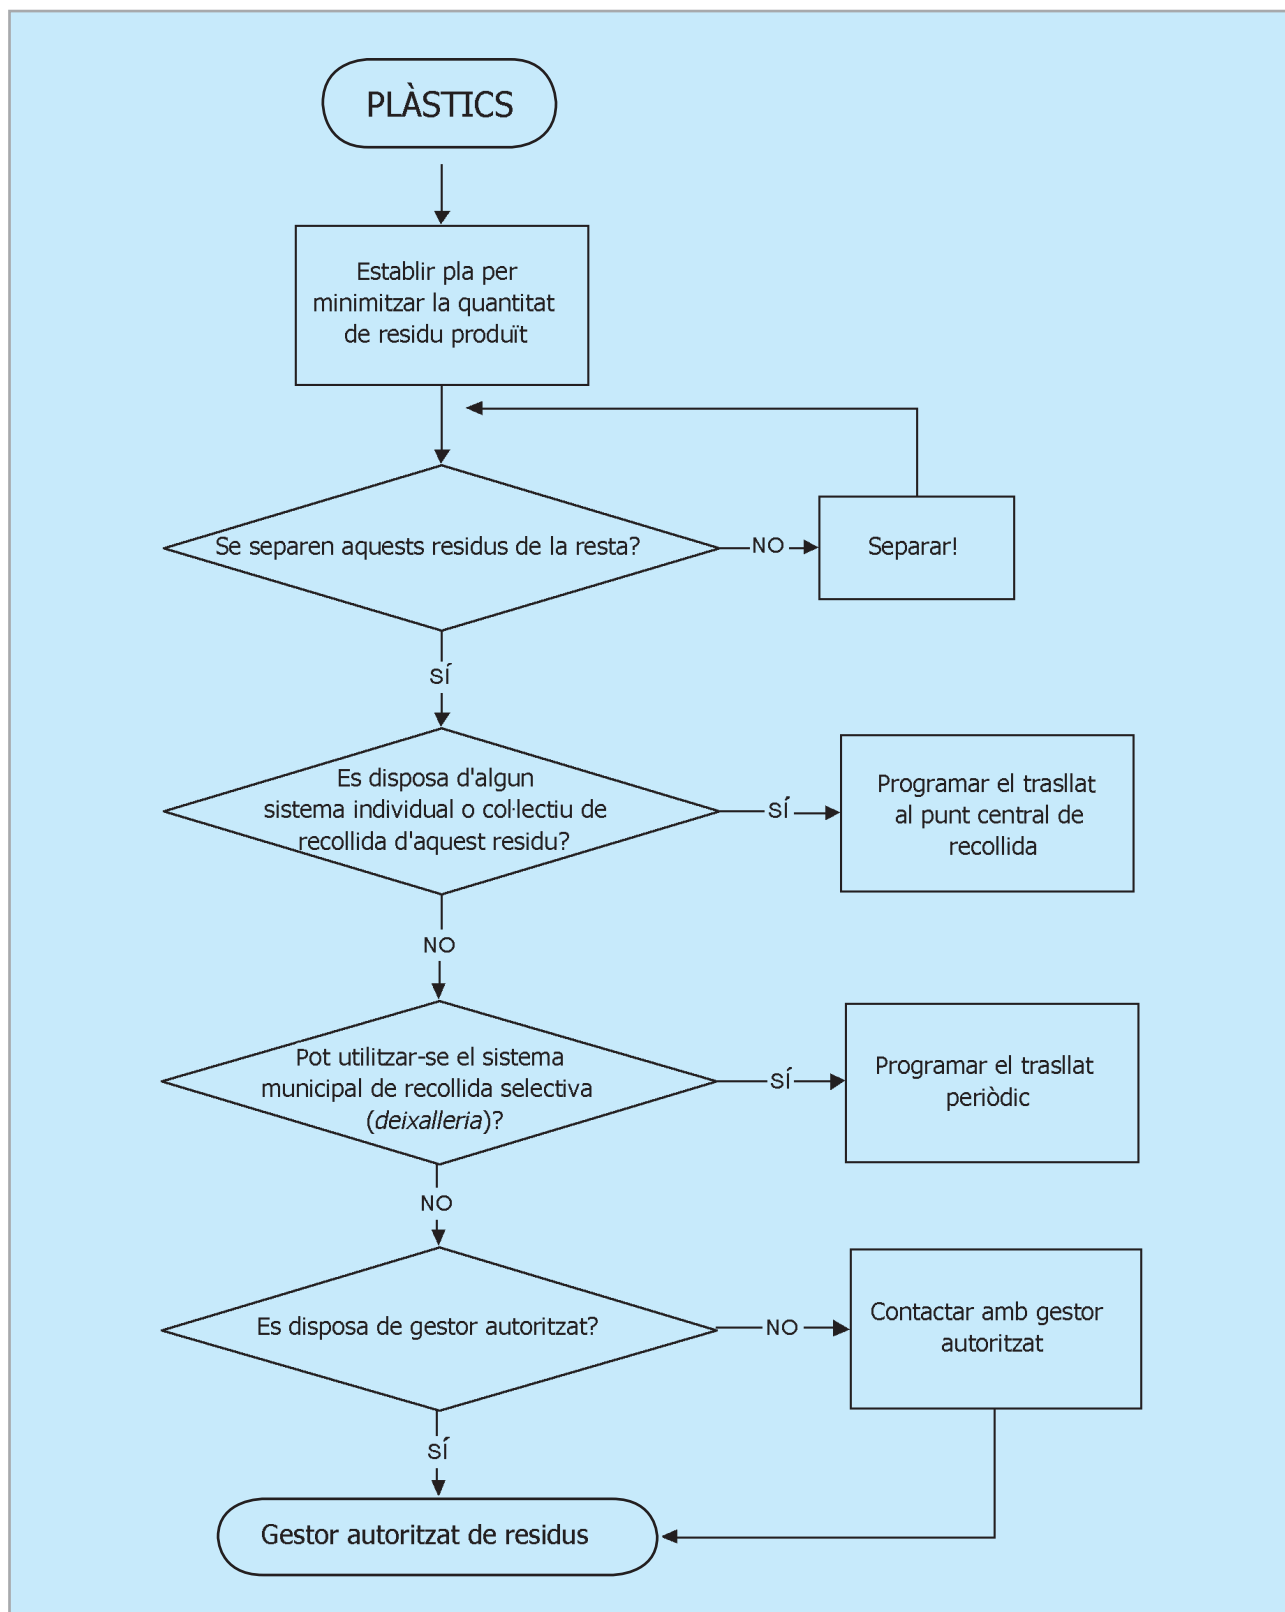 PLÀSTICS
Establir pla per
minimitzar la quantitat
de residu produït
Se separen aquests residus de la resta?
NO
Separar!
SÍ
Es disposa d'algun
sistema individual o col·lectiu de
recollida d'aquest residu?
SÍ
Programar el trasllat
al punt central de
recollida
NO
Pot utilitzar-se el sistema
municipal de recollida selectiva
(deixalleria)?
SÍ
Programar el trasllat
periòdic
NO
Es disposa de gestor autoritzat?
NO
Contactar amb gestor
autoritzat
SÍ
Gestor autoritzat de residus